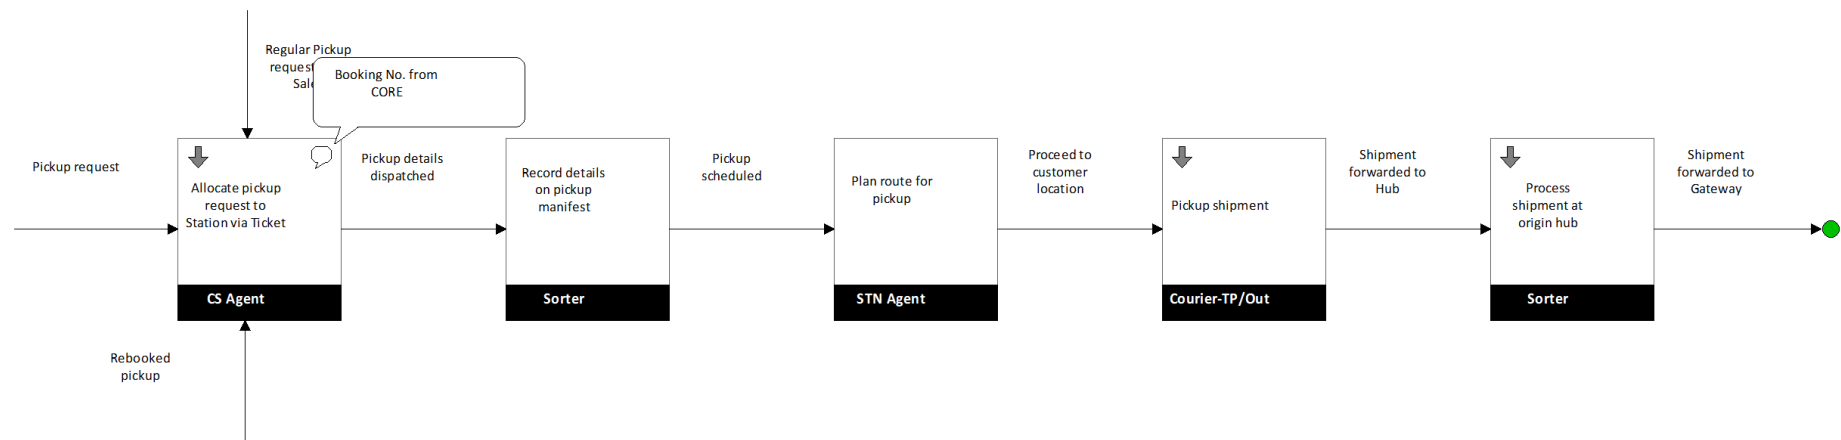 Regular Pickup
request
Booking No. from
CORE
Pickup request
Allocate pickup
request to
Station via Ticket
CS Agent
Rebooked
pickup
Pickup details
dispatched
Record details
on pickup
manifest
Sorter
Pickup
scheduled
Plan route for
pickup
STN Agent
Proceed to
customer
location
Pickup shipment
Courier-TP/Out
Shipment
forwarded to
Hub
Process
shipment at
origin hub
Sorter
Shipment
forwarded to
Gateway